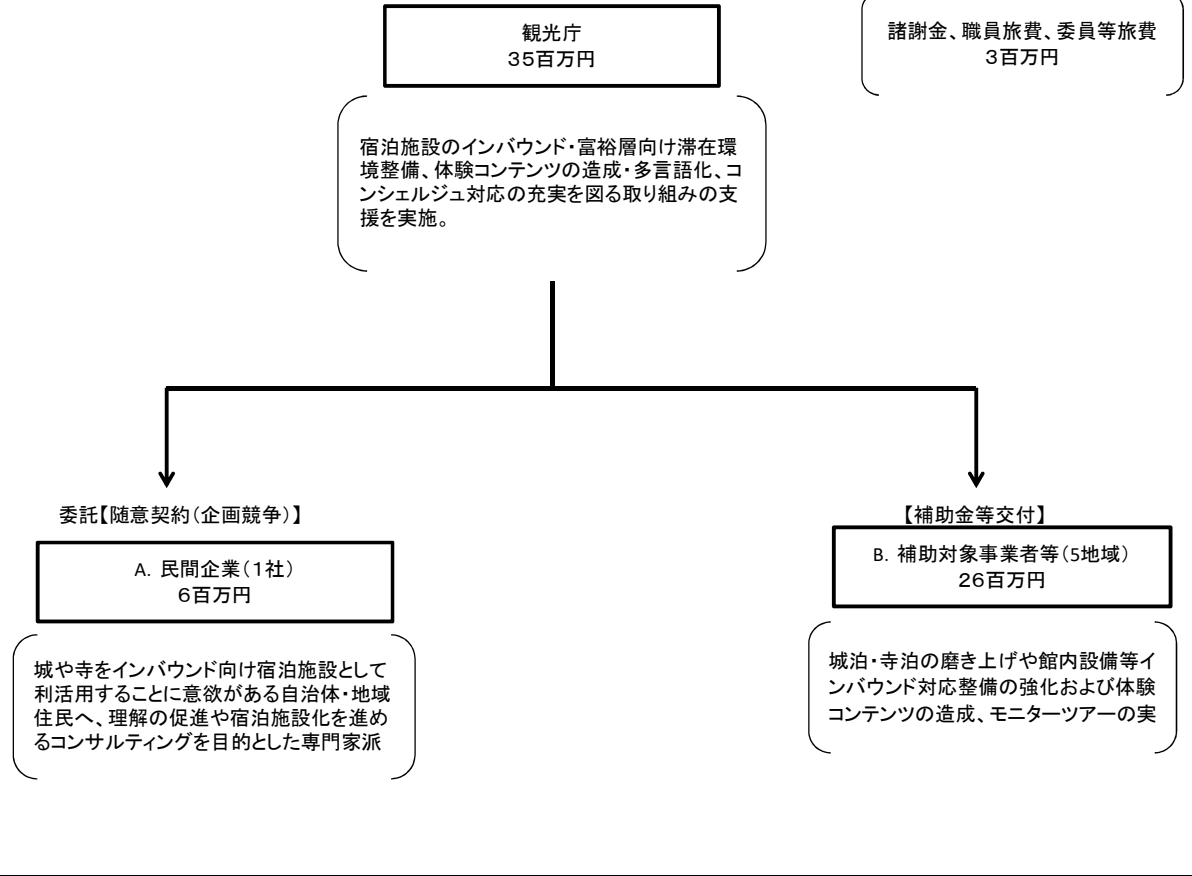 観光庁
35百万円
諸謝金、職員旅費、委員等旅費
3百万円
宿泊施設のインバウンド・富裕層向け滞在環
境整備、体験コンテンツの造成・多言語化、コ
ンシェルジュ対応の充実を図る取り組みの支
援を実施。
委託【随意契約（企画競争）】
A. 民間企業（1社）
6百万円
城や寺をインバウンド向け宿泊施設として
利活用することに意欲がある自治体・地域
住民へ、理解の促進や宿泊施設化を進め
るコンサルティングを目的とした専門家派
【補助金等交付】
B. 補助対象事業者等（5地域）
26百万円
城泊・寺泊の磨き上げや館内設備等イ
ンバウンド対応整備の強化および体験
コンテンツの造成、モニターツアーの実